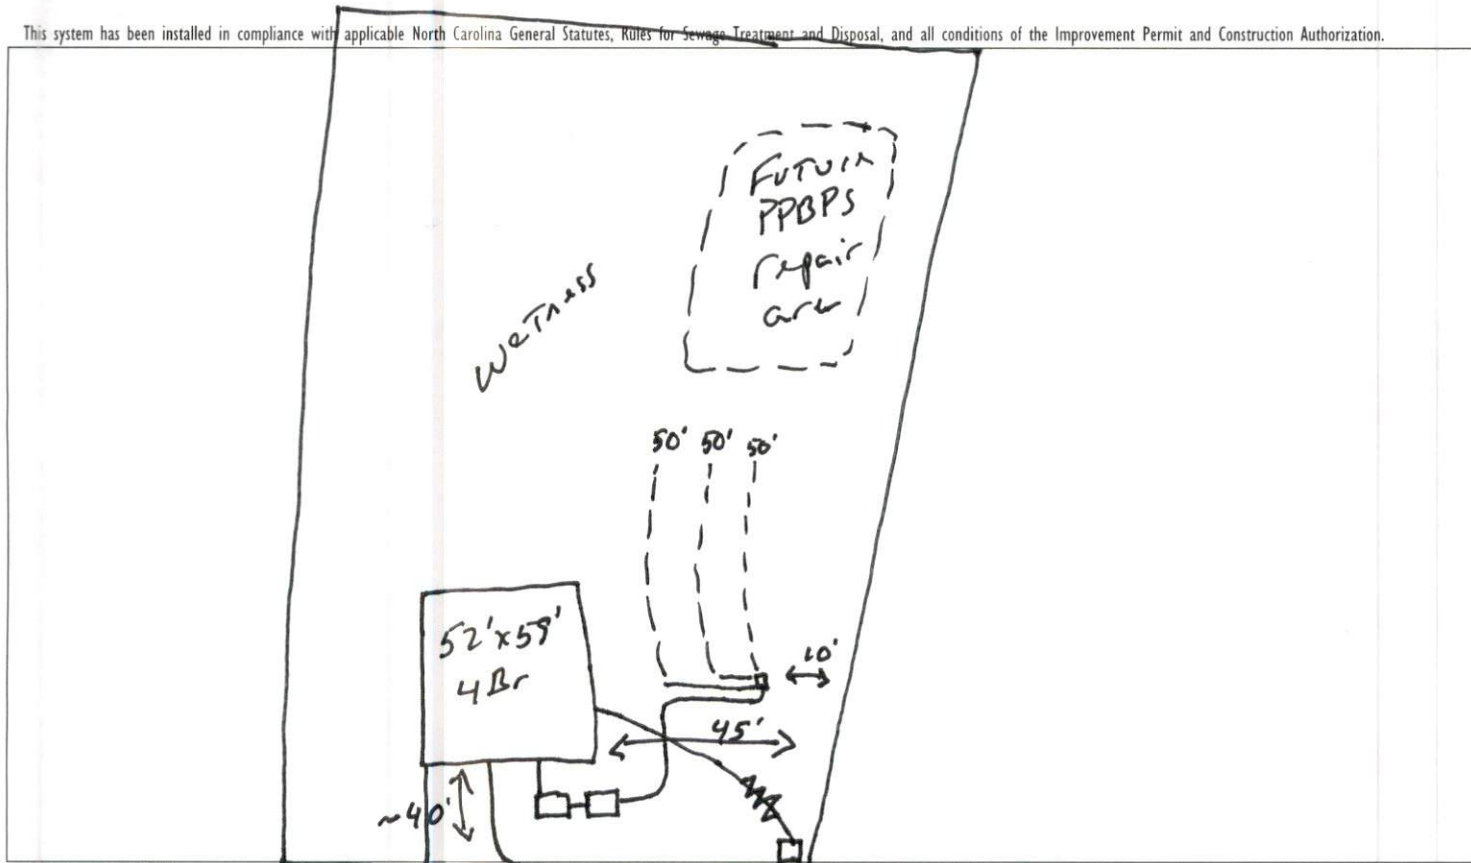 This system has been installed in compliance with applicable North Carolina General Statutes, Rules for Sewage Treatment and Disposal, and all conditions of the Improvement Permit and Construction Authorization.
Future
PPBPS
repair
area
Wetness
50' 50' 50'
52'x59'
4Br
10'
45'
~40'